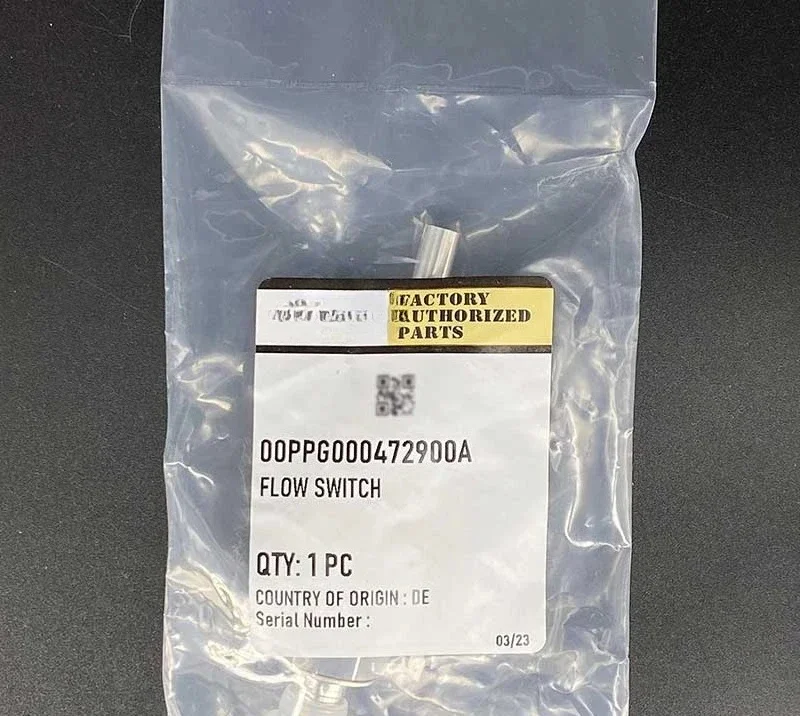 FACTORY
AUTHORIZED
PARTS
00PPG000472900A
FLOW SWITCH
QTY: 1 PC
COUNTRY OF ORIGIN : DE
Serial Number :
03/23